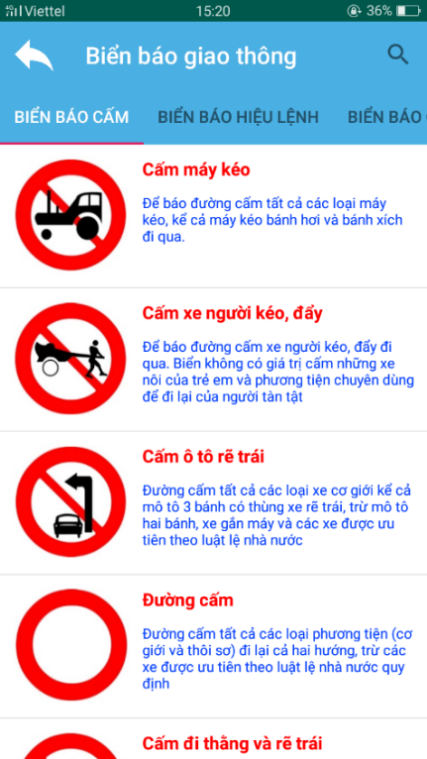 4G Viettel 15:20 36%
Biển báo giao thông
BIỂN BÁO CẤM BIỂN BÁO HIỆU LỆNH BIỂN BÁO
Cấm máy kéo
Để báo đường cấm tất cả các loại máy
kéo, kể cả máy kéo bánh hơi và bánh xích
đi qua.
Cấm xe người kéo, đẩy
Để báo đường cấm xe người kéo, đẩy đi
qua. Biển không có giá trị cấm những xe
nôi của trẻ em và phương tiện chuyên dùng
để đi lại của người tàn tật
Cấm ô tô rẽ trái
Đường cấm tất cả các loại xe cơ giới kể cả
mô tô 3 bánh có thùng xe rẽ trái, trừ mô tô
hai bánh, xe gắn máy và các xe được ưu
tiên theo luật lệ nhà nước
Đường cấm
Đường cấm tất cả các loại phương tiện (cơ
giới và thôi sơ) đi lại cả hai hướng, trừ các
xe được ưu tiên theo luật lệ nhà nước quy
định
Cấm đi thẳng và rẽ trái